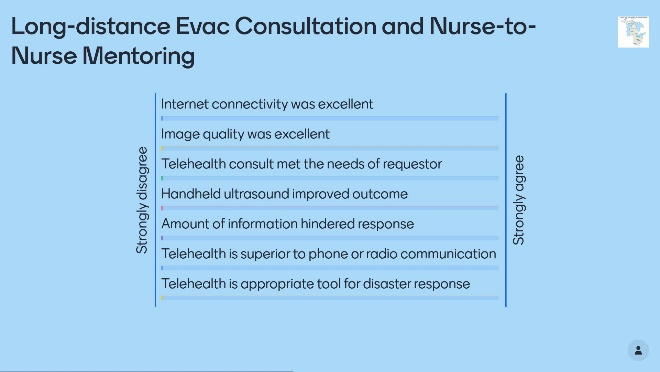 Long-distance Evac Consultation and Nurse-to-
Nurse Mentoring
Internet connectivity was excellent
Image quality was excellent
Telehealth consult met the needs of requestor
Handheld ultrasound improved outcome
Amount of information hindered response
Telehealth is superior to phone or radio communication
Telehealth is appropriate tool for disaster response
Strongly disagree
Strongly agree